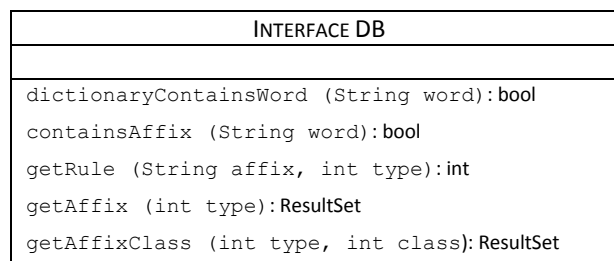 INTERFACE DB
dictionaryContainsWord (String word): bool
containsAffix (String word): bool
getRule (String affix, int type): int
getAffix (int type): ResultSet
getAffixClass (int type, int class): ResultSet